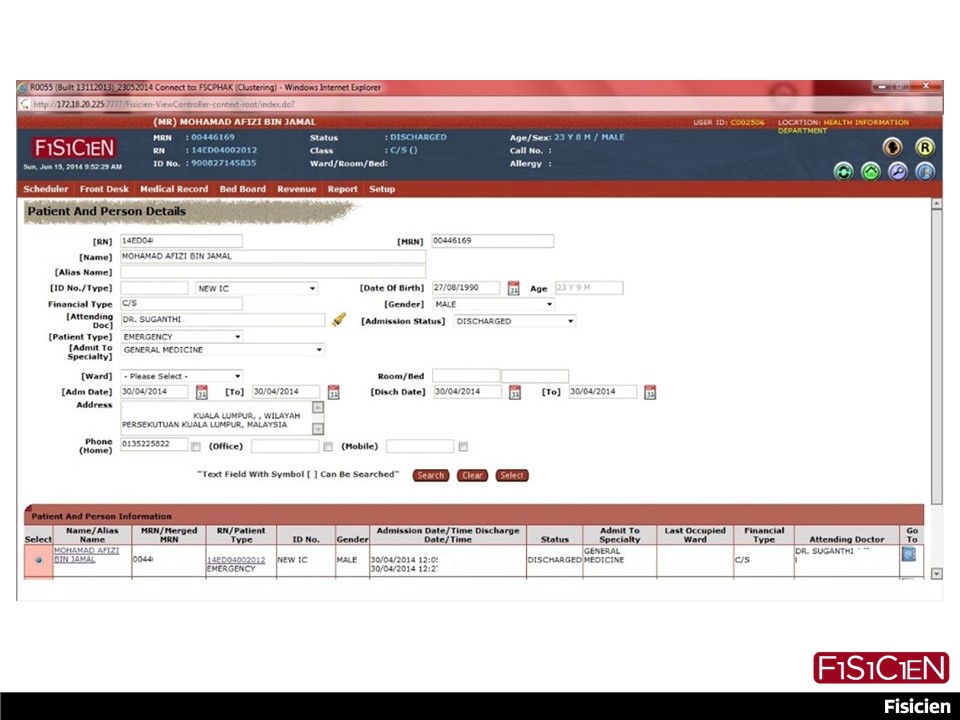 R0055 (Built 13112013)_23052014 Connect to: FSCPHAK (Clustering) - Windows Internet Explorer
http://172.18.20.225:7777/Fisicien-ViewController-context-root/index.do?
(MR) MOHAMAD AFIZI BIN JAMAL USER ID: C002506 LOCATION: HEALTH INFORMATION DEPARTMENT
FISICIEN
Sun, Jun 15, 2014 9:52:29 AM
MRN : 00446169 Status : DISCHARGED Age/Sex: 23 Y 8 M / MALE
RN : 14ED04002012 Class : C/S () Call No. :
ID No. : 900827145835 Ward/Room/Bed: Allergy :
R
Scheduler Front Desk Medical Record Bed Board Revenue Report Setup
Patient And Person Details
[RN] 14ED04 [MRN] 00446169
[Name] MOHAMAD AFIZI BIN JAMAL
[Alias Name]
[ID No./Type] NEW IC [Date Of Birth] 27/08/1990 31 Age 23 Y 9 M
Financial Type C/S [Gender] MALE
[Attending Doc] DR. SUGANTHI [Admission Status] DISCHARGED
[Patient Type] EMERGENCY
[Admit To Specialty] GENERAL MEDICINE
[Ward] - Please Select - Room/Bed
[Adm Date] 30/04/2014 31 [To] 30/04/2014 31 [Disch Date] 30/04/2014 31 [To] 30/04/2014 31
Address KUALA LUMPUR, , WILAYAH
PERSEKUTUAN KUALA LUMPUR, MALAYSIA
Phone (Home) 0135225822 (Office) (Mobile)
"Text Field With Symbol [ ] Can Be Searched" Search Clear Select
Patient And Person Information
Select Name/Alias Name MRN/Merged MRN RN/Patient Type ID No. Gender Admission Date/Time Discharge Date/Time Status Admit To Specialty Last Occupied Ward Financial Type Attending Doctor Go To
MOHAMAD AFIZI BIN JAMAL 0044 14ED04002012 EMERGENCY NEW IC MALE 30/04/2014 12:0 30/04/2014 12:2 DISCHARGED GENERAL MEDICINE C/S DR. SUGANTHI
FISICIEN
Fisicien